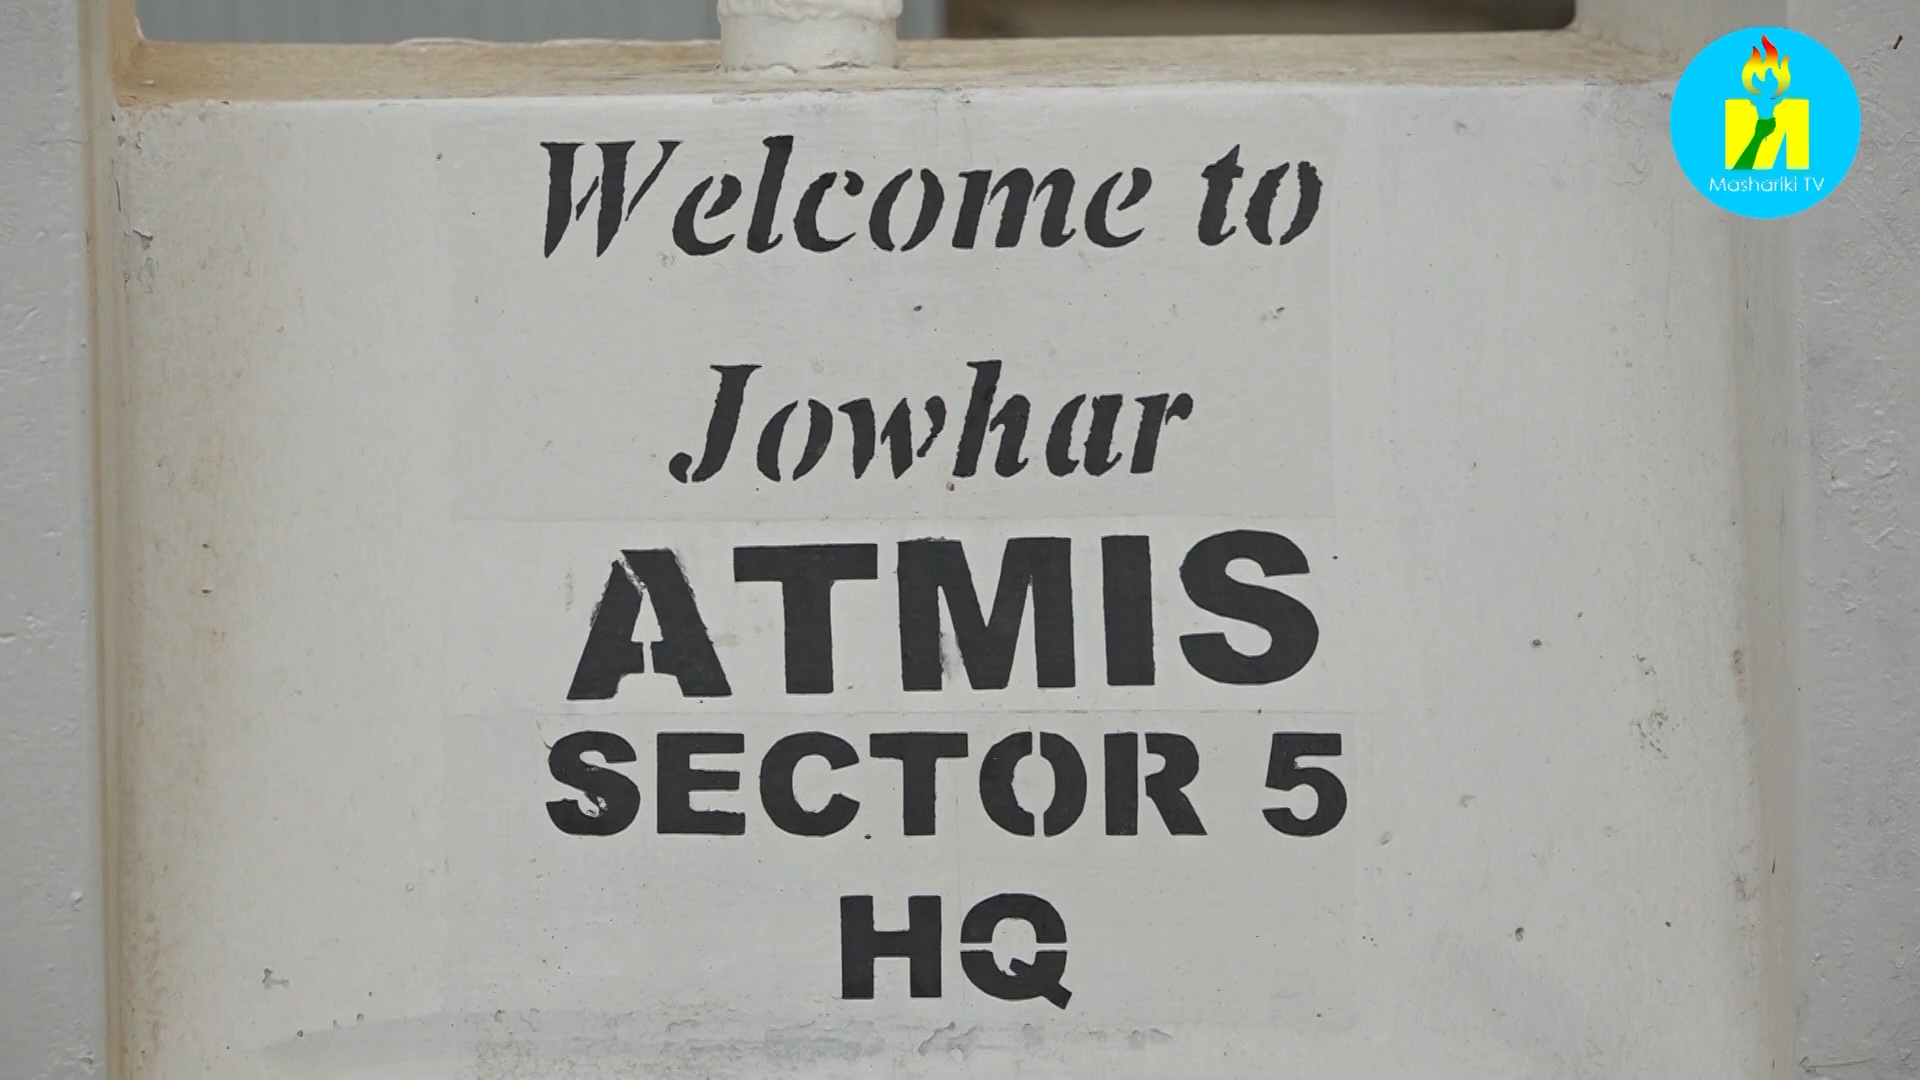 Welcome to
Jowhar
ATMIS
SECTOR 5
HQ
Mashariki TV